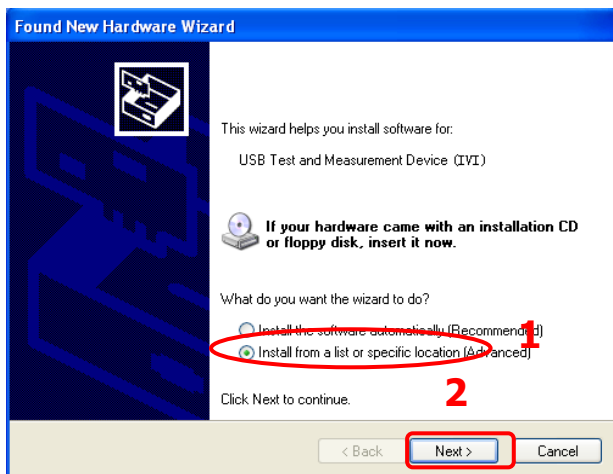 Found New Hardware Wizard
This wizard helps you install software for:
USB Test and Measurement Device (IVI)
If your hardware came with an installation CD
or floppy disk, insert it now.
What do you want the wizard to do?
Install the software automatically (Recommended)
Install from a list or specific location (Advanced)
1
Click Next to continue.
2
< Back Next > Cancel